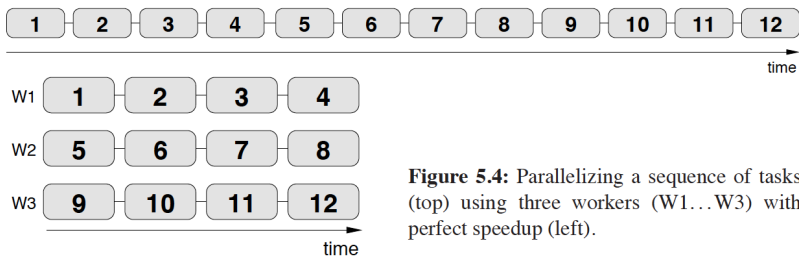 1 2 3 4 5 6 7 8 9 10 11 12
time
W1 1 2 3 4
W2 5 6 7 8
W3 9 10 11 12
time
Figure 5.4: Parallelizing a sequence of tasks
(top) using three workers (W1...W3) with
perfect speedup (left).